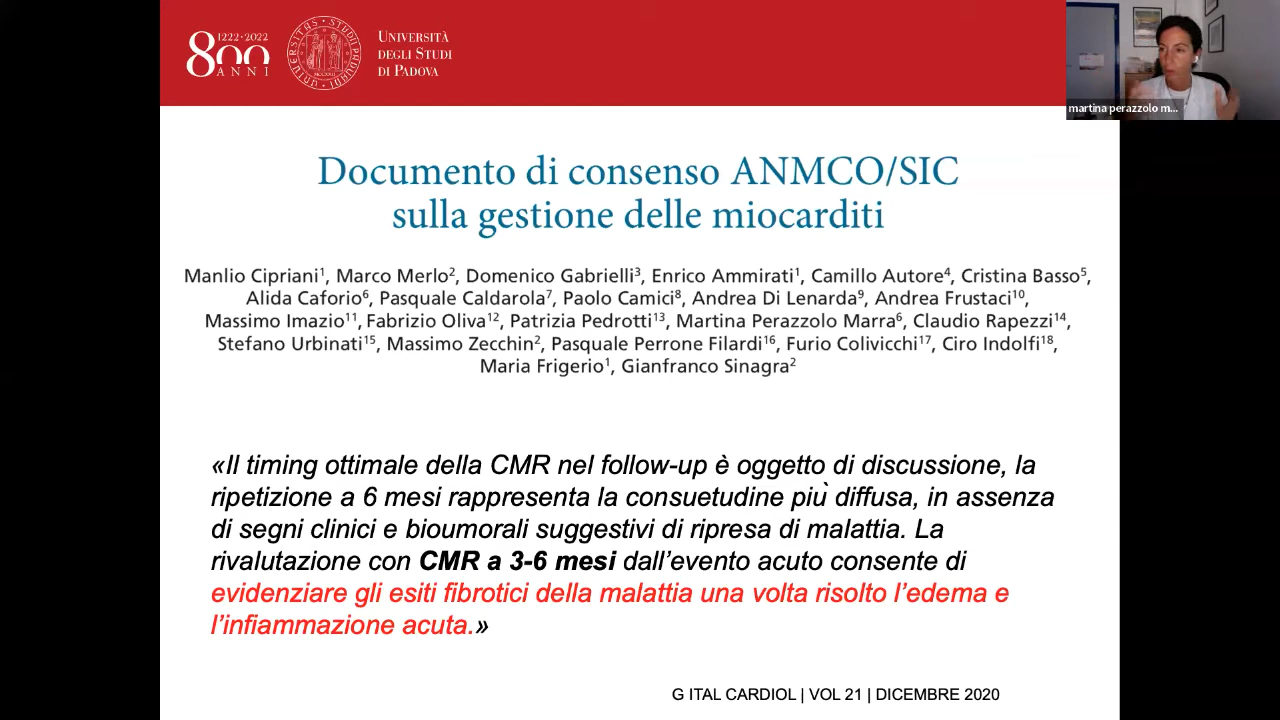 1222·2022
800
ANNI
UNIVERSITÀ
DEGLI STUDI
DI PADOVA
martina perazzolo m...
Documento di consenso ANMCO/SIC
sulla gestione delle miocarditi
Manlio Cipriani1, Marco Merlo2, Domenico Gabrielli3, Enrico Ammirati1, Camillo Autore4, Cristina Basso5,
Alida Caforio6, Pasquale Caldarola7, Paolo Camici8, Andrea Di Lenarda9, Andrea Frustaci10,
Massimo Imazio11, Fabrizio Oliva12, Patrizia Pedrotti13, Martina Perazzolo Marra6, Claudio Rapezzi14,
Stefano Urbinati15, Massimo Zecchin2, Pasquale Perrone Filardi16, Furio Colivicchi17, Ciro Indolfi18,
Maria Frigerio1, Gianfranco Sinagra2
«Il timing ottimale della CMR nel follow-up è oggetto di discussione, la
ripetizione a 6 mesi rappresenta la consuetudine più diffusa, in assenza
di segni clinici e bioumorali suggestivi di ripresa di malattia. La
rivalutazione con CMR a 3-6 mesi dall’evento acuto consente di
evidenziare gli esiti fibrotici della malattia una volta risolto l’edema e
l’infiammazione acuta.»
G ITAL CARDIOL | VOL 21 | DICEMBRE 2020